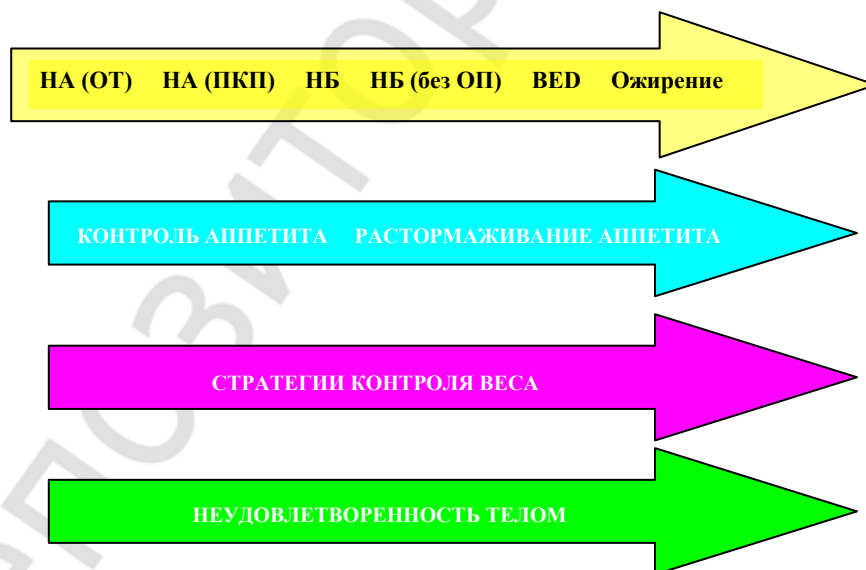 НА (ОТ) НА (ПКП) НБ НБ (без ОП) BED Ожирение
КОНТРОЛЬ АППЕТИТА РАСТОРМАЖИВАНИЕ АППЕТИТА
СТРАТЕГИИ КОНТРОЛЯ ВЕСА
НЕУДОВЛЕТВОРЕННОСТЬ ТЕЛОМ